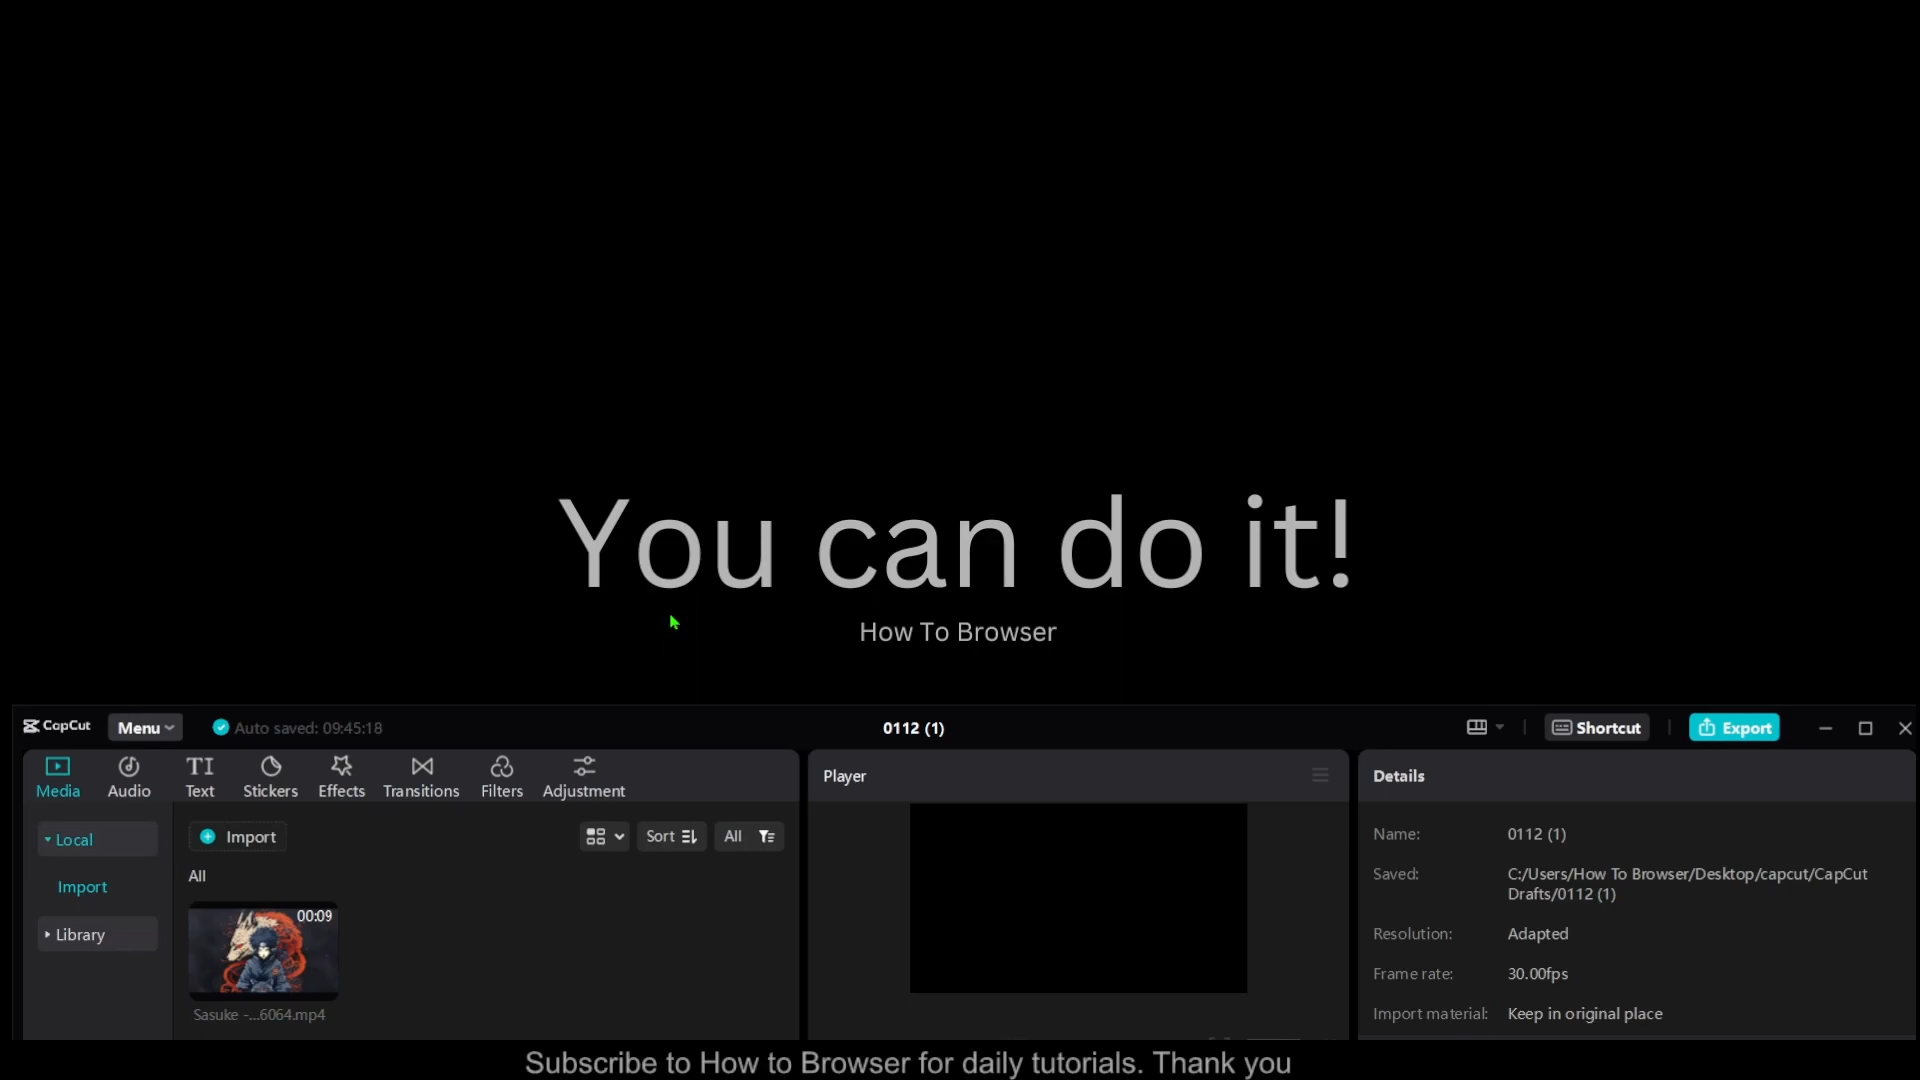 You can do it!
How To Browser
CapCut Menu Auto saved: 09:45:18 0112 (1) Shortcut Export
Media Audio Text Stickers Effects Transitions Filters Adjustment
Local
Import
Library
Import Sort All
All
00:09
Sasuke -...6064.mp4
Player
Details
Name: 0112 (1)
Saved: C:/Users/How To Browser/Desktop/capcut/CapCut
Drafts/0112 (1)
Resolution: Adapted
Frame rate: 30.00fps
Import material: Keep in original place
Subscribe to How to Browser for daily tutorials. Thank you